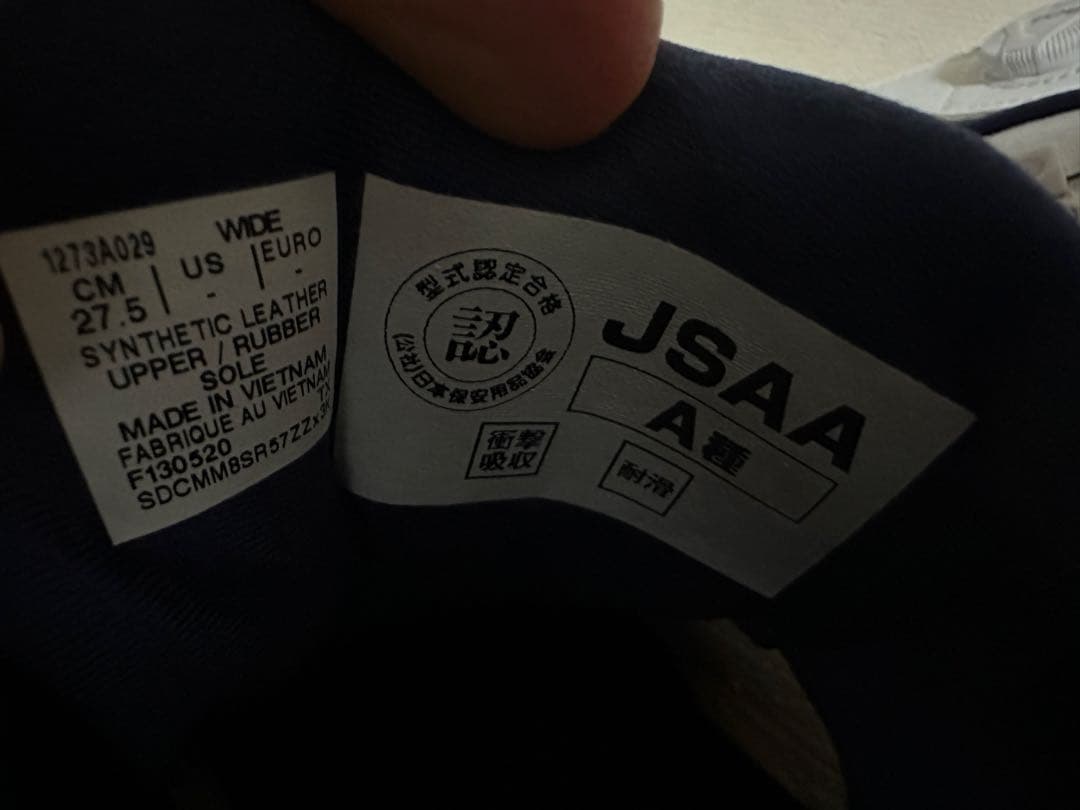 1273A029 WIDE
CM | US | EURO
27.5 - -
SYNTHETIC LEATHER
UPPER / RUBBER
SOLE
MADE IN VIETNAM
FABRIQUE AU VIETNAM
F130520 TX
SDCMM8SR57ZZx3K
型式認定合格
認
(公社)日本保安用品協会
JSAA
A種
衝撃
吸収
耐滑